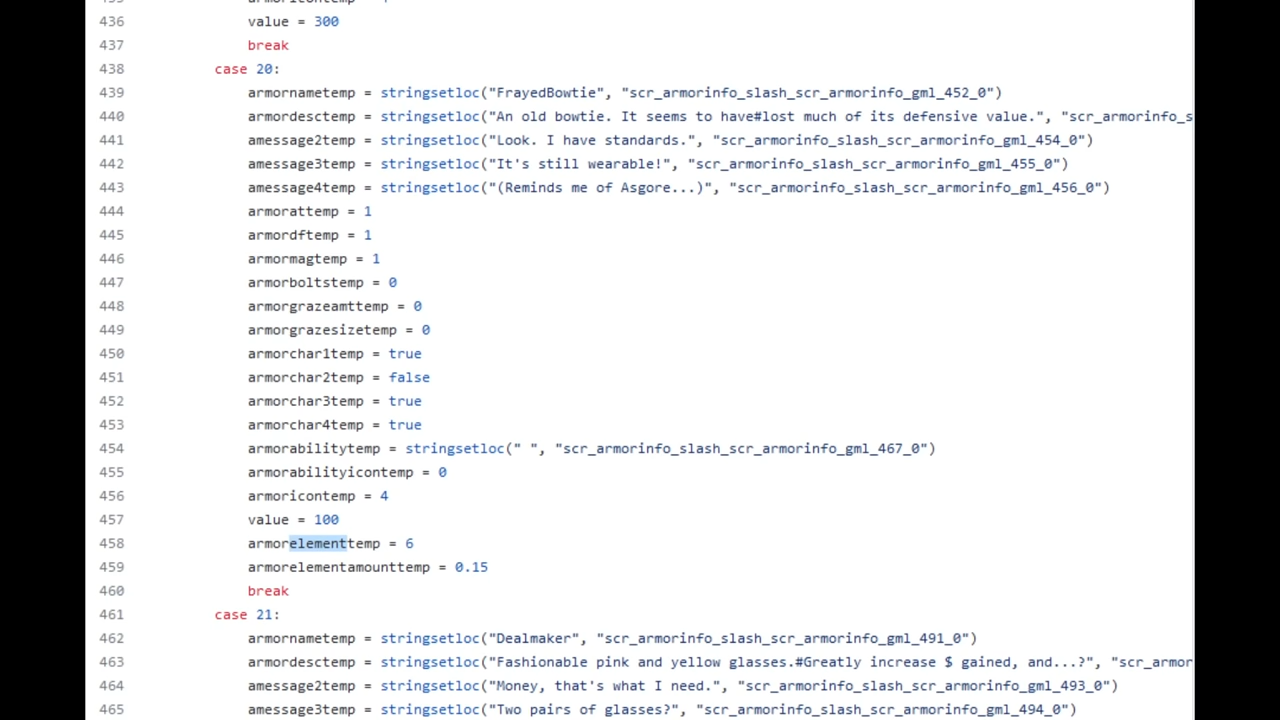 436 value = 300
437 break
438 case 20:
439 armornametemp = stringsetloc("FrayedBowtie", "scr_armorinfo_slash_scr_armorinfo_gml_452_0")
440 armordesctemp = stringsetloc("An old bowtie. It seems to have#lost much of its defensive value.", "scr_armorinfo_s
441 amessage2temp = stringsetloc("Look. I have standards.", "scr_armorinfo_slash_scr_armorinfo_gml_454_0")
442 amessage3temp = stringsetloc("It's still wearable!", "scr_armorinfo_slash_scr_armorinfo_gml_455_0")
443 amessage4temp = stringsetloc("(Reminds me of Asgore...)", "scr_armorinfo_slash_scr_armorinfo_gml_456_0")
444 armorattemp = 1
445 armordftemp = 1
446 armormagtemp = 1
447 armorboltstemp = 0
448 armorgrazeamttemp = 0
449 armorgrazesizetemp = 0
450 armorchar1temp = true
451 armorchar2temp = false
452 armorchar3temp = true
453 armorchar4temp = true
454 armorabilitytemp = stringsetloc(" ", "scr_armorinfo_slash_scr_armorinfo_gml_467_0")
455 armorabilityicontemp = 0
456 armoricontemp = 4
457 value = 100
458 armorelementtemp = 6
459 armorelementamounttemp = 0.15
460 break
461 case 21:
462 armornametemp = stringsetloc("Dealmaker", "scr_armorinfo_slash_scr_armorinfo_gml_491_0")
463 armordesctemp = stringsetloc("Fashionable pink and yellow glasses.#Greatly increase $ gained, and...?", "scr_armor
464 amessage2temp = stringsetloc("Money, that's what I need.", "scr_armorinfo_slash_scr_armorinfo_gml_493_0")
465 amessage3temp = stringsetloc("Two pairs of glasses?", "scr_armorinfo_slash_scr_armorinfo_gml_494_0")